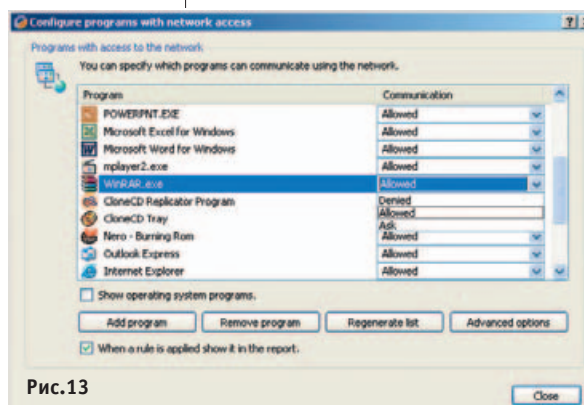 Configure programs with network access
Programs with access to the network
You can specify which programs can communicate using the network.
Program Communication
POWERPNT.EXE Allowed
Microsoft Excel for Windows Allowed
Microsoft Word for Windows Allowed
mplayer2.exe Allowed
WinRAR.exe Allowed
CloneCD Replicator Program Denied
Allowed
CloneCD Tray
Ask
Nero - Burning Rom Allowed
Outlook Express Allowed
Internet Explorer Allowed
Show operating system programs.
Add program Remove program Regenerate list Advanced options
When a rule is applied show it in the report.
Рис.13
Close